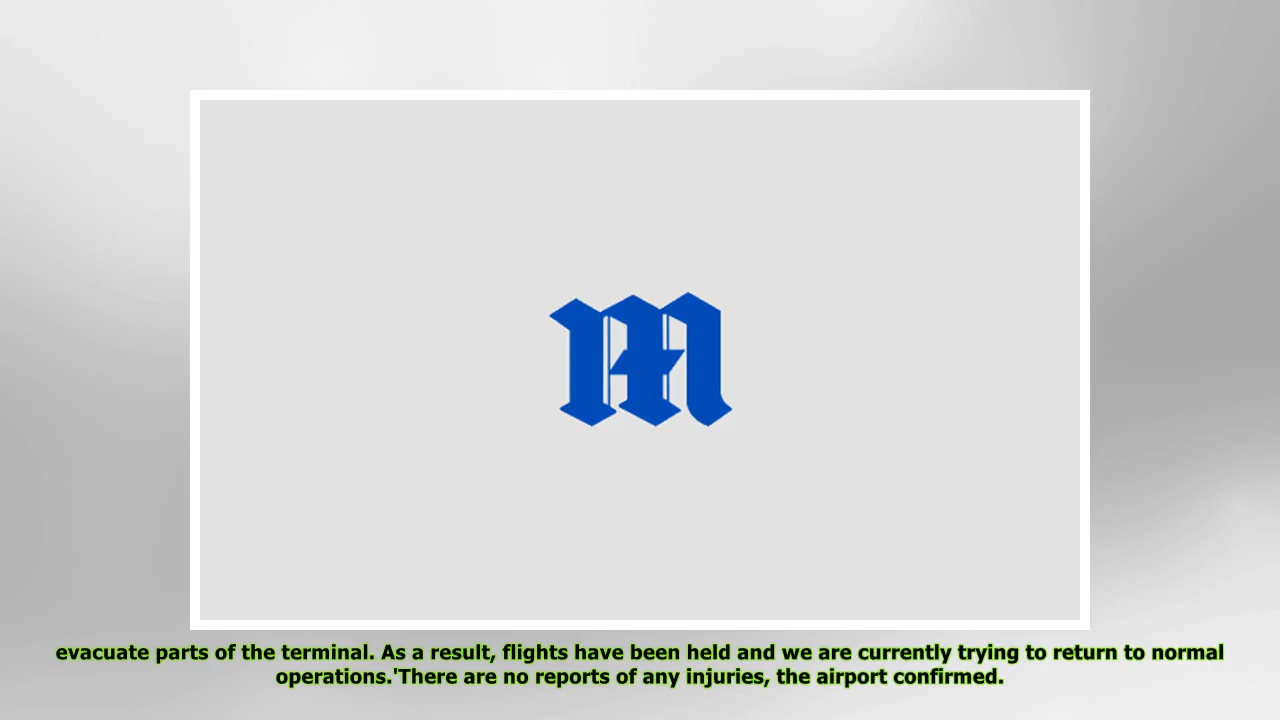 m
evacuate parts of the terminal. As a result, flights have been held and we are currently trying to return to normal
operations.'There are no reports of any injuries, the airport confirmed.